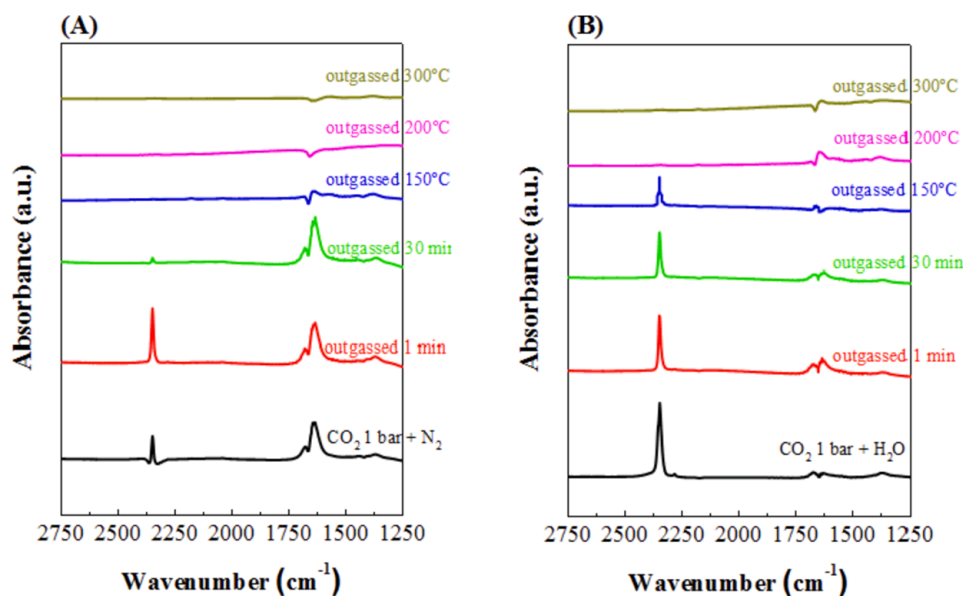 (A)
outgassed 300°C
outgassed 200°C
outgassed 150°C
outgassed 30 min
outgassed 1 min
CO₂ 1 bar + N₂
Absorbance (a.u.)
2750 2500 2250 2000 1750 1500 1250
Wavenumber (cm⁻¹)
(B)
outgassed 300°C
outgassed 200°C
outgassed 150°C
outgassed 30 min
outgassed 1 min
CO₂ 1 bar + H₂O
Absorbance (a.u.)
2750 2500 2250 2000 1750 1500 1250
Wavenumber (cm⁻¹)